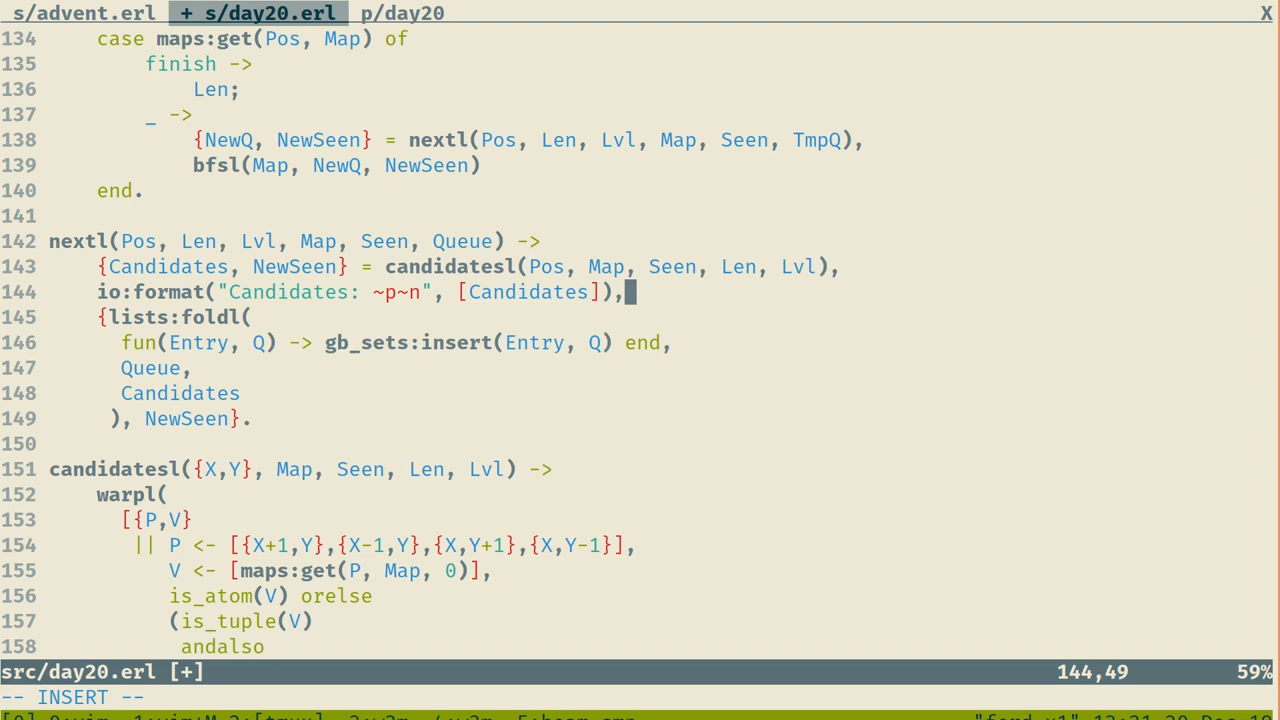 s/advent.erl + s/day20.erl p/day20 X
134 case maps:get(Pos, Map) of
135 finish ->
136 Len;
137 _ ->
138 {NewQ, NewSeen} = nextl(Pos, Len, Lvl, Map, Seen, TmpQ),
139 bfsl(Map, NewQ, NewSeen)
140 end.
141
142 nextl(Pos, Len, Lvl, Map, Seen, Queue) ->
143 {Candidates, NewSeen} = candidatesl(Pos, Map, Seen, Len, Lvl),
144 io:format("Candidates: ~p~n", [Candidates]),
145 {lists:foldl(
146 fun(Entry, Q) -> gb_sets:insert(Entry, Q) end,
147 Queue,
148 Candidates
149 ), NewSeen}.
150
151 candidatesl({X,Y}, Map, Seen, Len, Lvl) ->
152 warpl(
153 [{P,V}
154 || P <- [{X+1,Y},{X-1,Y},{X,Y+1},{X,Y-1}],
155 V <- [maps:get(P, Map, 0)],
156 is_atom(V) orelse
157 (is_tuple(V)
158 andalso
src/day20.erl [+] 144,49 59%
-- INSERT --